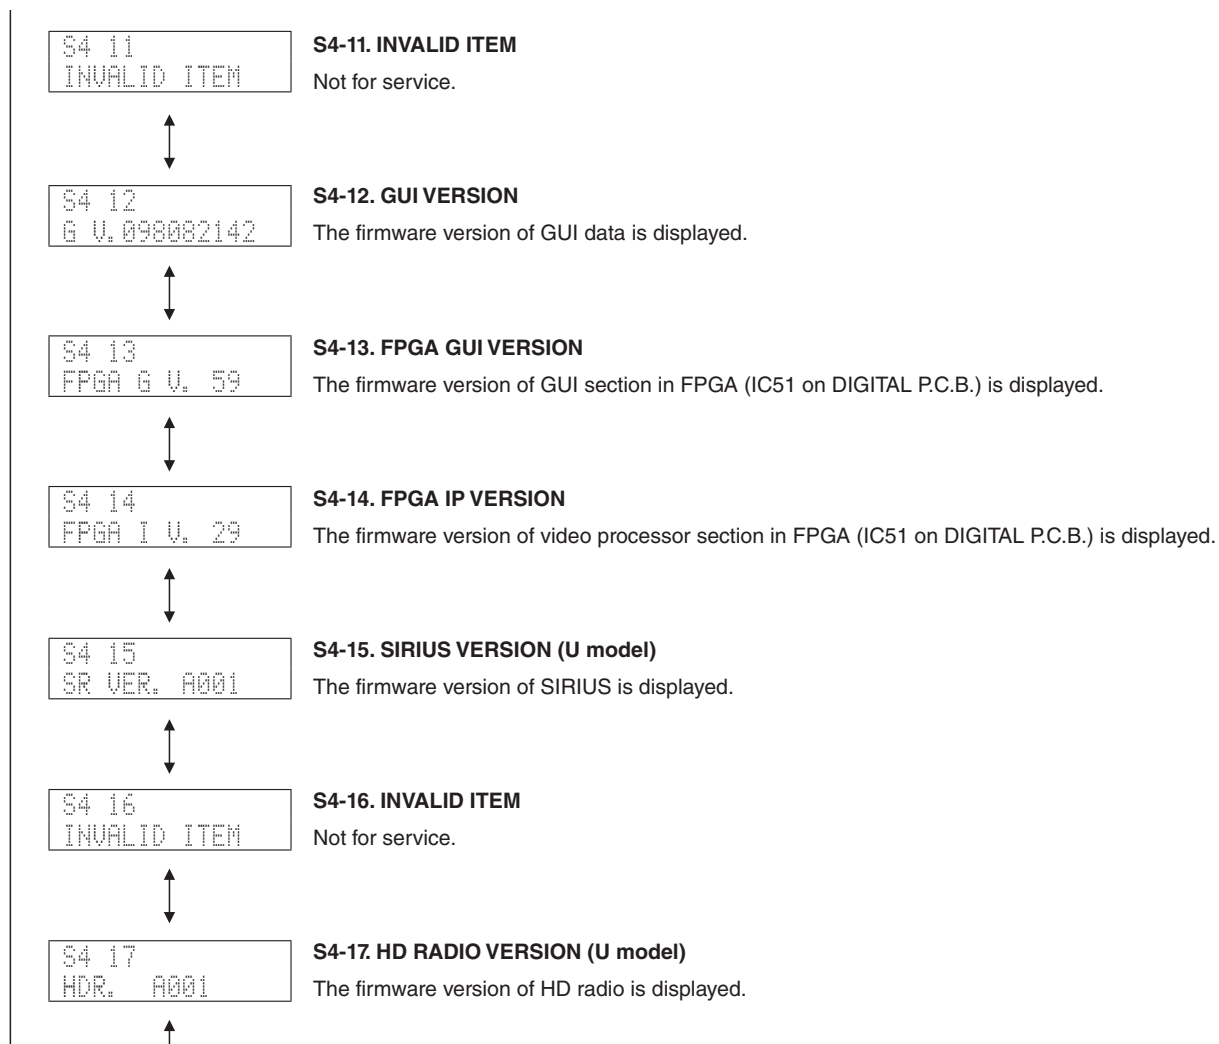 S4 11
INVALID ITEM
S4-11. INVALID ITEM
Not for service.
S4 12
G V.098082142
S4-12. GUI VERSION
The firmware version of GUI data is displayed.
S4 13
FPGA G V. 59
S4-13. FPGA GUI VERSION
The firmware version of GUI section in FPGA (IC51 on DIGITAL P.C.B.) is displayed.
S4 14
FPGA I V. 29
S4-14. FPGA IP VERSION
The firmware version of video processor section in FPGA (IC51 on DIGITAL P.C.B.) is displayed.
S4 15
SR VER. A001
S4-15. SIRIUS VERSION (U model)
The firmware version of SIRIUS is displayed.
S4 16
INVALID ITEM
S4-16. INVALID ITEM
Not for service.
S4 17
HDR. A001
S4-17. HD RADIO VERSION (U model)
The firmware version of HD radio is displayed.